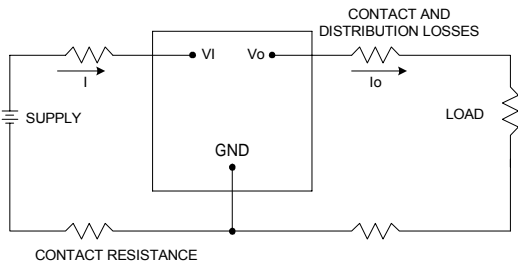 CONTACT AND
DISTRIBUTION LOSSES
VI
Vo
I
Io
SUPPLY
LOAD
GND
CONTACT RESISTANCE